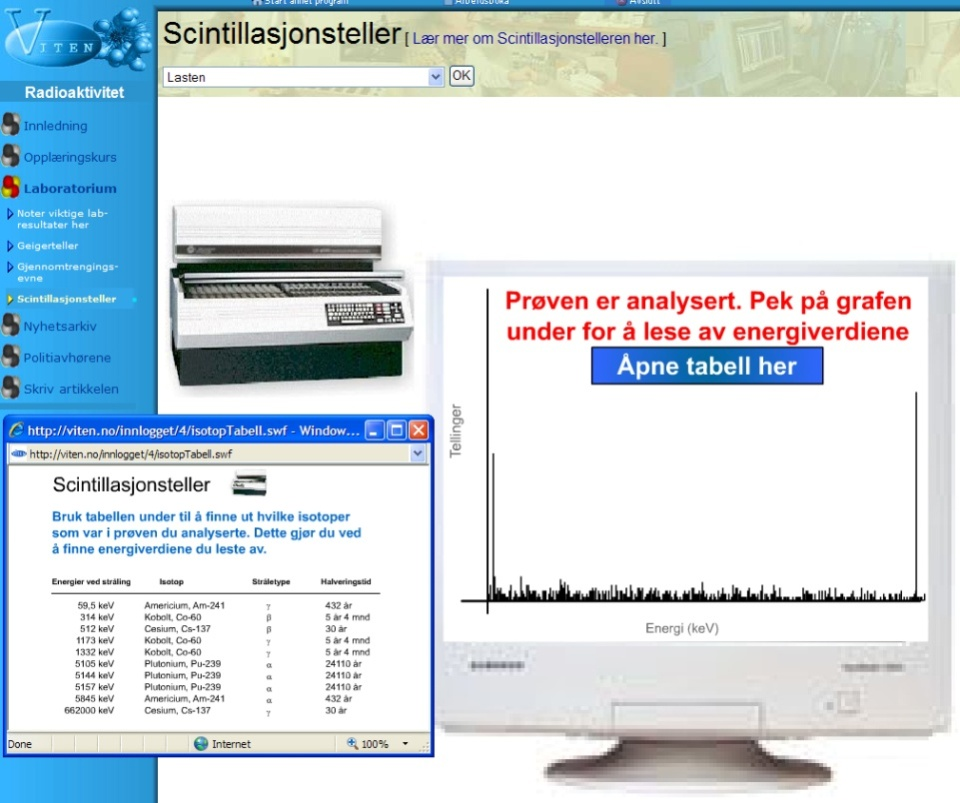 Start annet program
Arbeidsboka
Avslutt
VITEN
Scintillasjonsteller [ Lær mer om Scintillasjonstelleren her. ]
Lasten
OK
Radioaktivitet
Innledning
Opplæringskurs
Laboratorium
Noter viktige lab-
resultater her
Geigerteller
Gjennomtrengings-
evne
Scintillasjonsteller
Nyhetsarkiv
Politiavhørene
Skriv artikkelen
Prøven er analysert. Pek på grafen
under for å lese av energiverdiene
Åpne tabell her
Tellinger
Energi (keV)
http://viten.no/innlogget/4/isotopTabell.swf - Window...
http://viten.no/innlogget/4/isotopTabell.swf
Scintillasjonsteller
Bruk tabellen under til å finne ut hvilke isotoper
som var i prøven du analyserte. Dette gjør du ved
å finne energiverdiene du leste av.
Energier ved stråling Isotop Stråletype Halveringstid
59,5 keV Americium, Am-241 γ 432 år
314 keV Kobolt, Co-60 β 5 år 4 mnd
512 keV Cesium, Cs-137 β 30 år
1173 keV Kobolt, Co-60 γ 5 år 4 mnd
1332 keV Kobolt, Co-60 γ 5 år 4 mnd
5105 keV Plutonium, Pu-239 α 24110 år
5144 keV Plutonium, Pu-239 α 24110 år
5157 keV Plutonium, Pu-239 α 24110 år
5845 keV Americium, Am-241 α 432 år
662000 keV Cesium, Cs-137 γ 30 år
Done Internet 100%